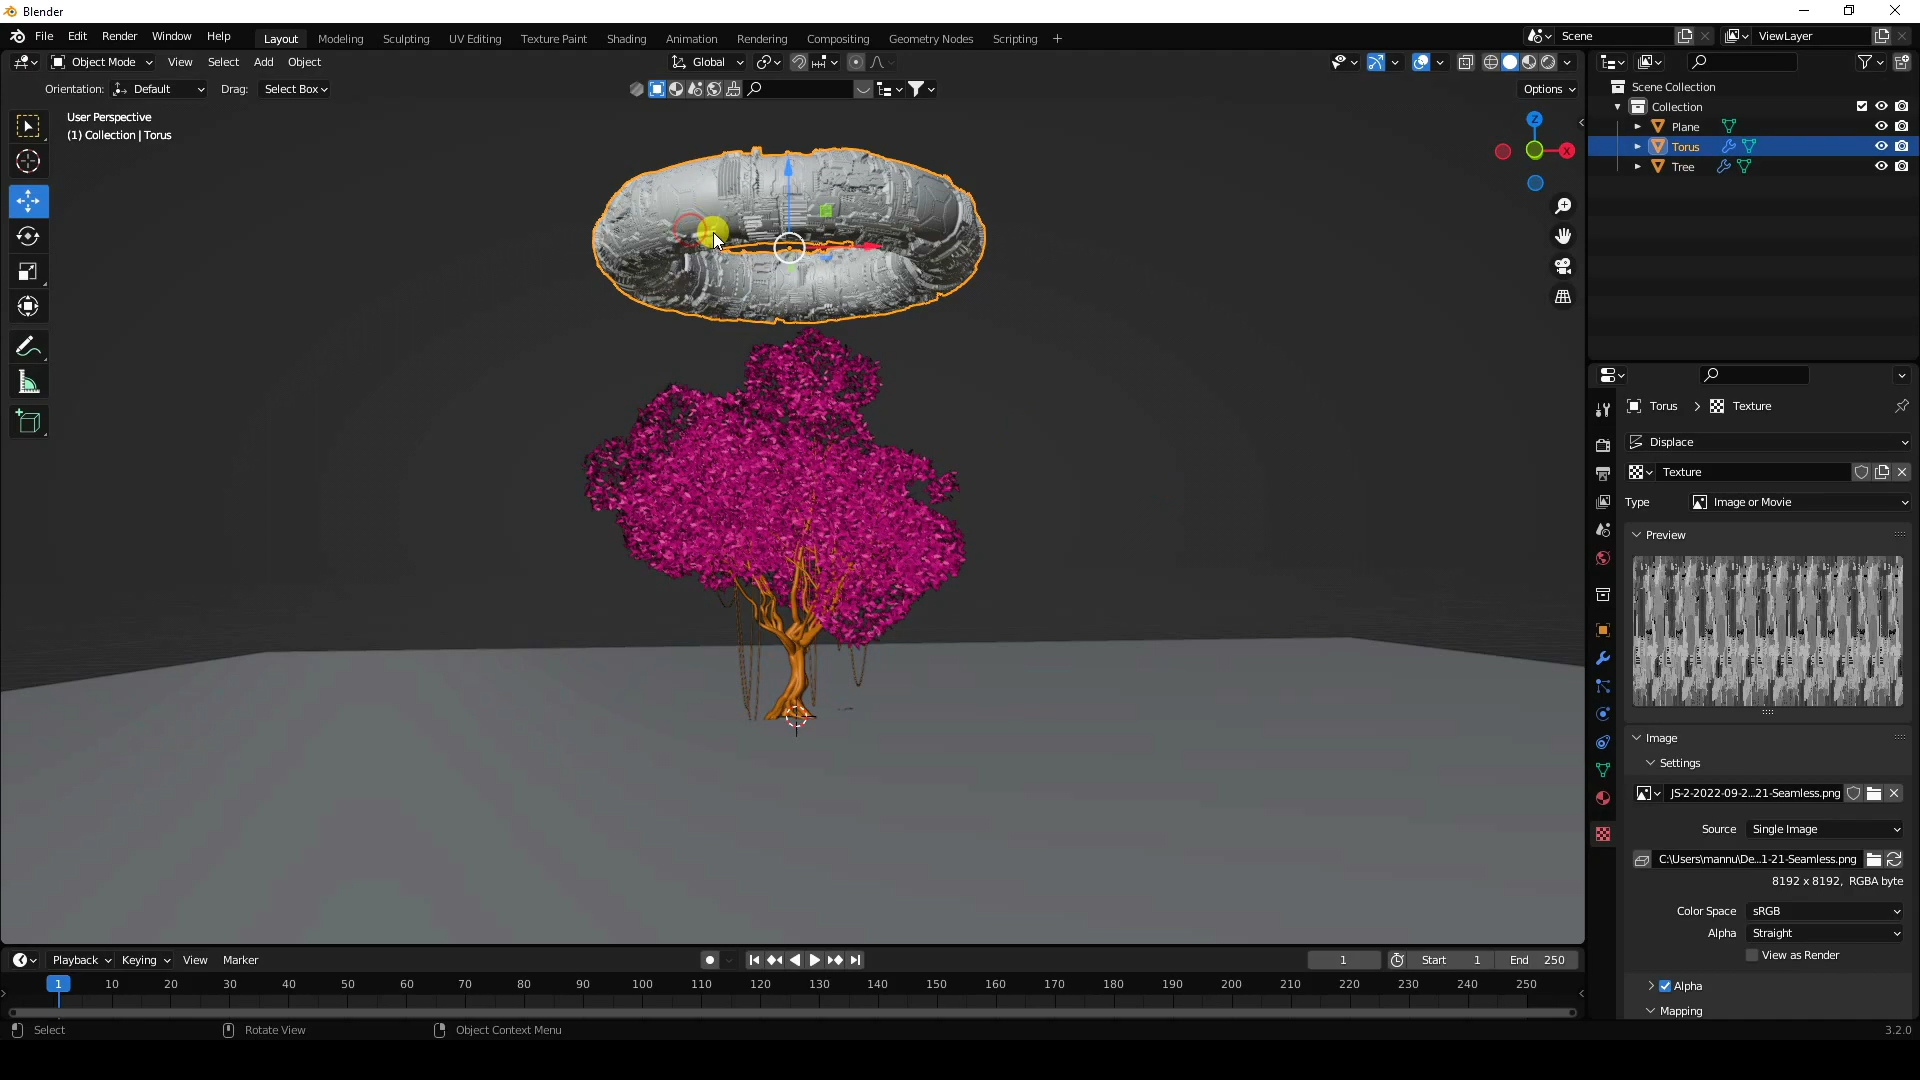 Blender
File Edit Render Window Help
Layout Modeling Sculpting UV Editing Texture Paint Shading Animation Rendering Compositing Geometry Nodes Scripting +
Scene
ViewLayer
Object Mode View Select Add Object
Global
Orientation: Default Drag: Select Box
Options
User Perspective
(1) Collection | Torus
Z
X
Scene Collection
Collection
Plane
Torus
Tree
Torus > Texture
Displace
Texture
Type Image or Movie
Preview
Image
Settings
JS-2-2022-09-2...21-Seamless.png
Source Single Image
C:\Users\mannu\De...1-21-Seamless.png
8192 x 8192, RGBA byte
Color Space sRGB
Alpha Straight
View as Render
Alpha
Mapping
Playback Keying View Marker
1 Start 1 End 250
1 10 20 30 40 50 60 70 80 90 100 110 120 130 140 150 160 170 180 190 200 210 220 230 240 250
Select Rotate View Object Context Menu
3.2.0